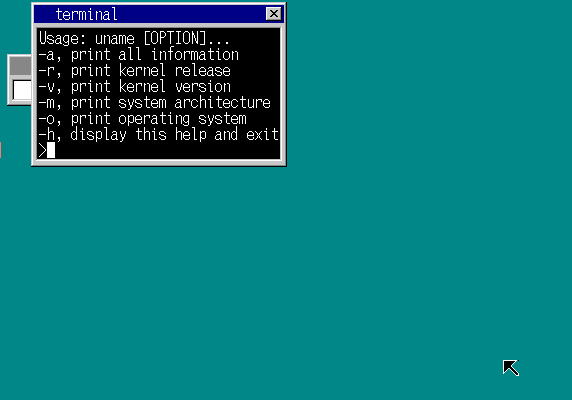 terminal
Usage: uname [OPTION]...
-a, print all information
-r, print kernel release
-v, print kernel version
-m, print system architecture
-o, print operating system
-h, display this help and exit
>